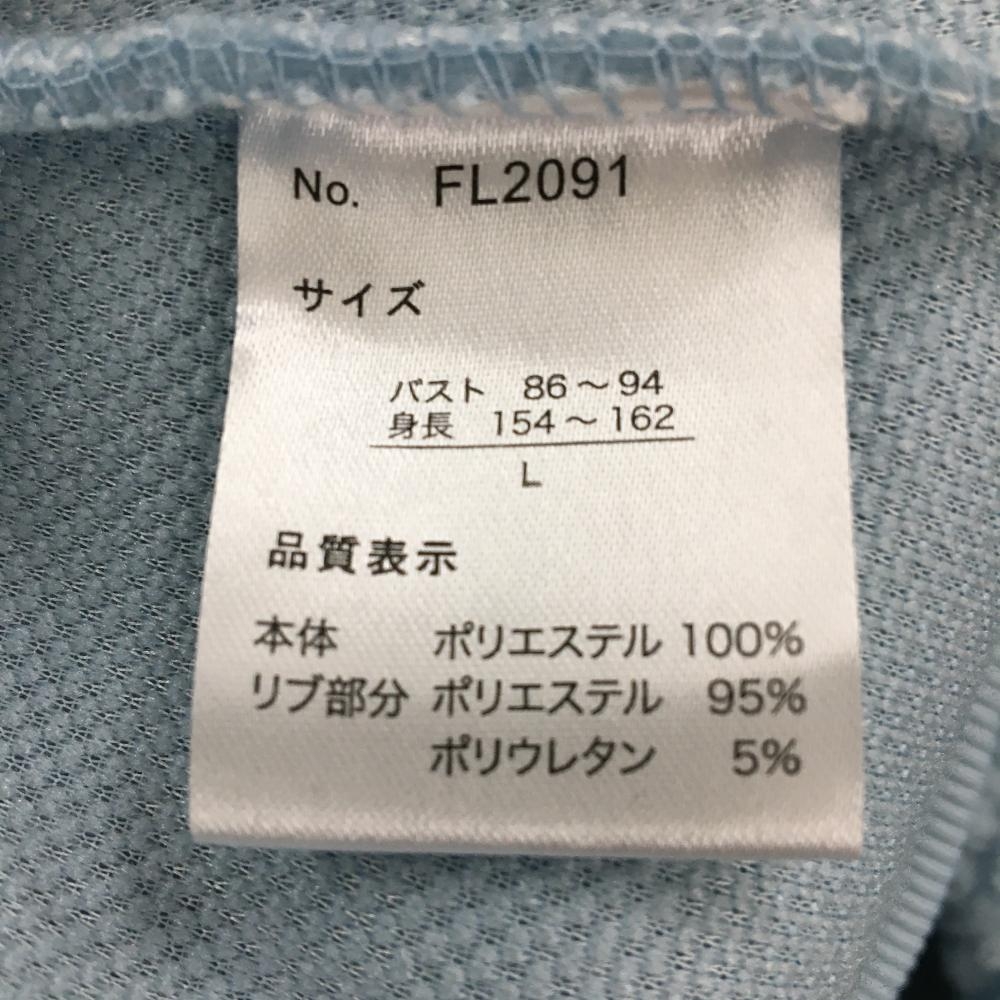 No. FL2091
サイズ
バスト 86～94
身長 154～162
L
品質表示
本体 ポリエステル 100%
リブ部分 ポリエステル 95%
ポリウレタン 5%